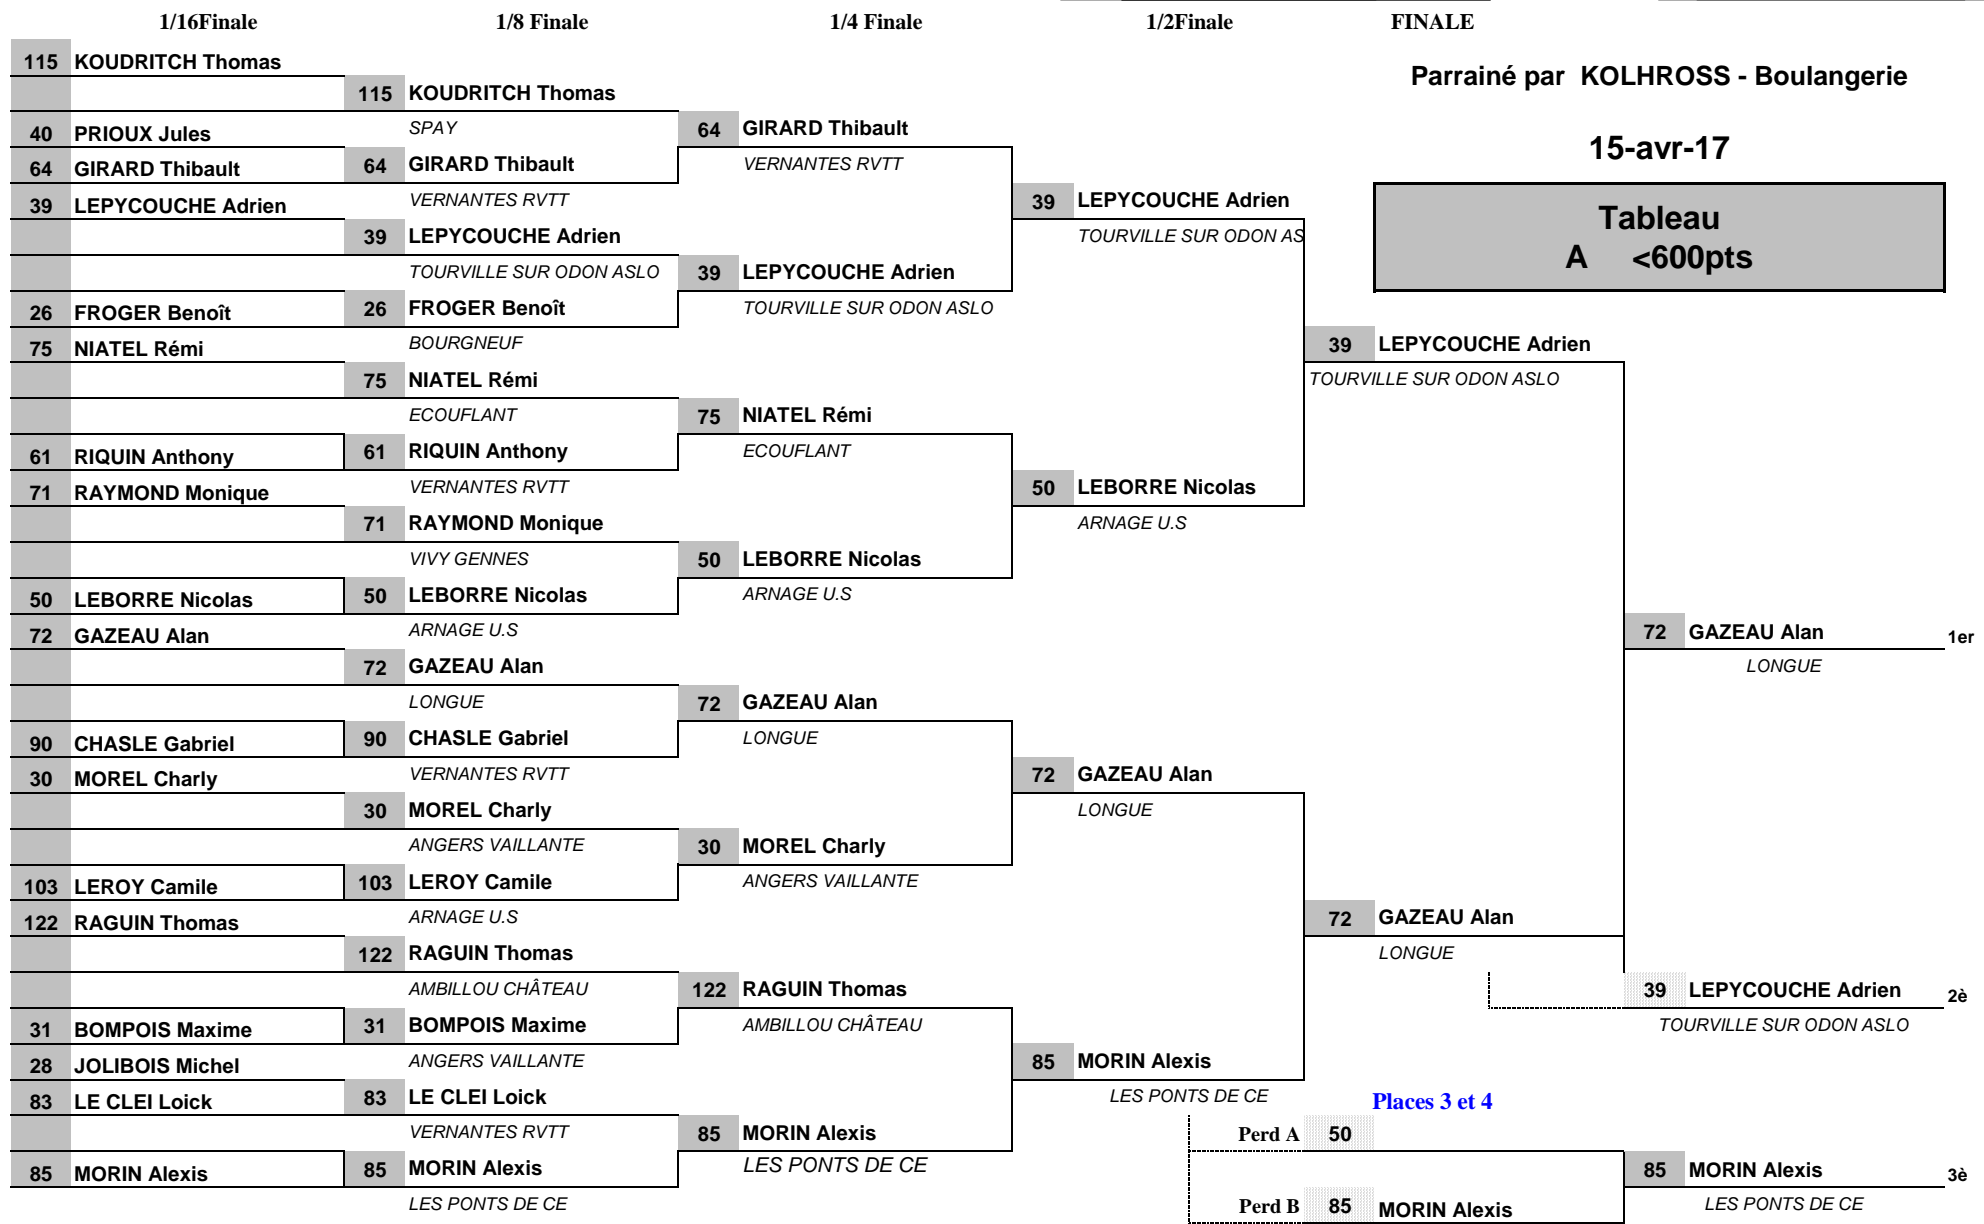 1/16Finale 1/8 Finale 1/4 Finale 1/2Finale FINALE
115 KOUDRITCH Thomas
Parrainé par KOLHROSS - Boulangerie
115 KOUDRITCH Thomas
40 PRIOUX Jules SPAY 64 GIRARD Thibault
15-avr-17
64 GIRARD Thibault 64 GIRARD Thibault VERNANTES RVTT
39 LEPYCOUCHE Adrien VERNANTES RVTT 39 LEPYCOUCHE Adrien
Tableau
39 LEPYCOUCHE Adrien TOURVILLE SUR ODON AS
A <600pts
TOURVILLE SUR ODON ASLO 39 LEPYCOUCHE Adrien
26 FROGER Benoît 26 FROGER Benoît TOURVILLE SUR ODON ASLO
75 NIATEL Rémi BOURGNEUF 39 LEPYCOUCHE Adrien
75 NIATEL Rémi TOURVILLE SUR ODON ASLO
ECOUFLANT 75 NIATEL Rémi
61 RIQUIN Anthony 61 RIQUIN Anthony ECOUFLANT
71 RAYMOND Monique VERNANTES RVTT 50 LEBORRE Nicolas
71 RAYMOND Monique ARNAGE U.S
VIVY GENNES 50 LEBORRE Nicolas
50 LEBORRE Nicolas 50 LEBORRE Nicolas ARNAGE U.S
72 GAZEAU Alan ARNAGE U.S 72 GAZEAU Alan 1er
72 GAZEAU Alan LONGUE
LONGUE 72 GAZEAU Alan
90 CHASLE Gabriel 90 CHASLE Gabriel LONGUE
30 MOREL Charly VERNANTES RVTT 72 GAZEAU Alan
30 MOREL Charly LONGUE
ANGERS VAILLANTE 30 MOREL Charly
103 LEROY Camile 103 LEROY Camile ANGERS VAILLANTE
122 RAGUIN Thomas ARNAGE U.S 72 GAZEAU Alan
122 RAGUIN Thomas LONGUE
AMBILLOU CHÂTEAU 122 RAGUIN Thomas 39 LEPYCOUCHE Adrien 2è
31 BOMPOIS Maxime 31 BOMPOIS Maxime AMBILLOU CHÂTEAU TOURVILLE SUR ODON ASLO
28 JOLIBOIS Michel ANGERS VAILLANTE 85 MORIN Alexis
83 LE CLEI Loick 83 LE CLEI Loick LES PONTS DE CE Places 3 et 4
VERNANTES RVTT 85 MORIN Alexis Perd A 50
85 MORIN Alexis 85 MORIN Alexis LES PONTS DE CE 85 MORIN Alexis 3è
LES PONTS DE CE Perd B 85 MORIN Alexis LES PONTS DE CE